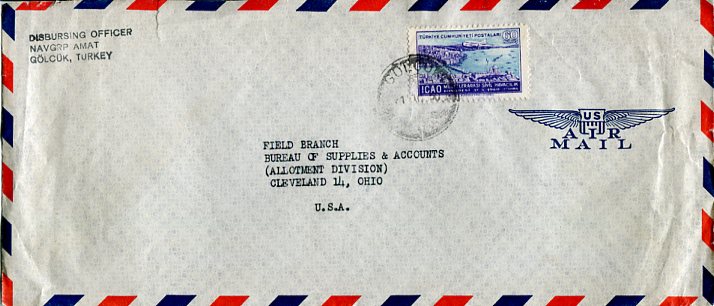 DISBURSING OFFICER
NAVGRP AMAT
GÖLCÜK, TURKEY
TÜRKİYE CUMHURİYETİ POSTALARI
60
ICAO
GÖLCÜK
US
AIR
MAIL
FIELD BRANCH
BUREAU OF SUPPLIES & ACCOUNTS
(ALLOTMENT DIVISION)
CLEVELAND 14, OHIO
U.S.A.